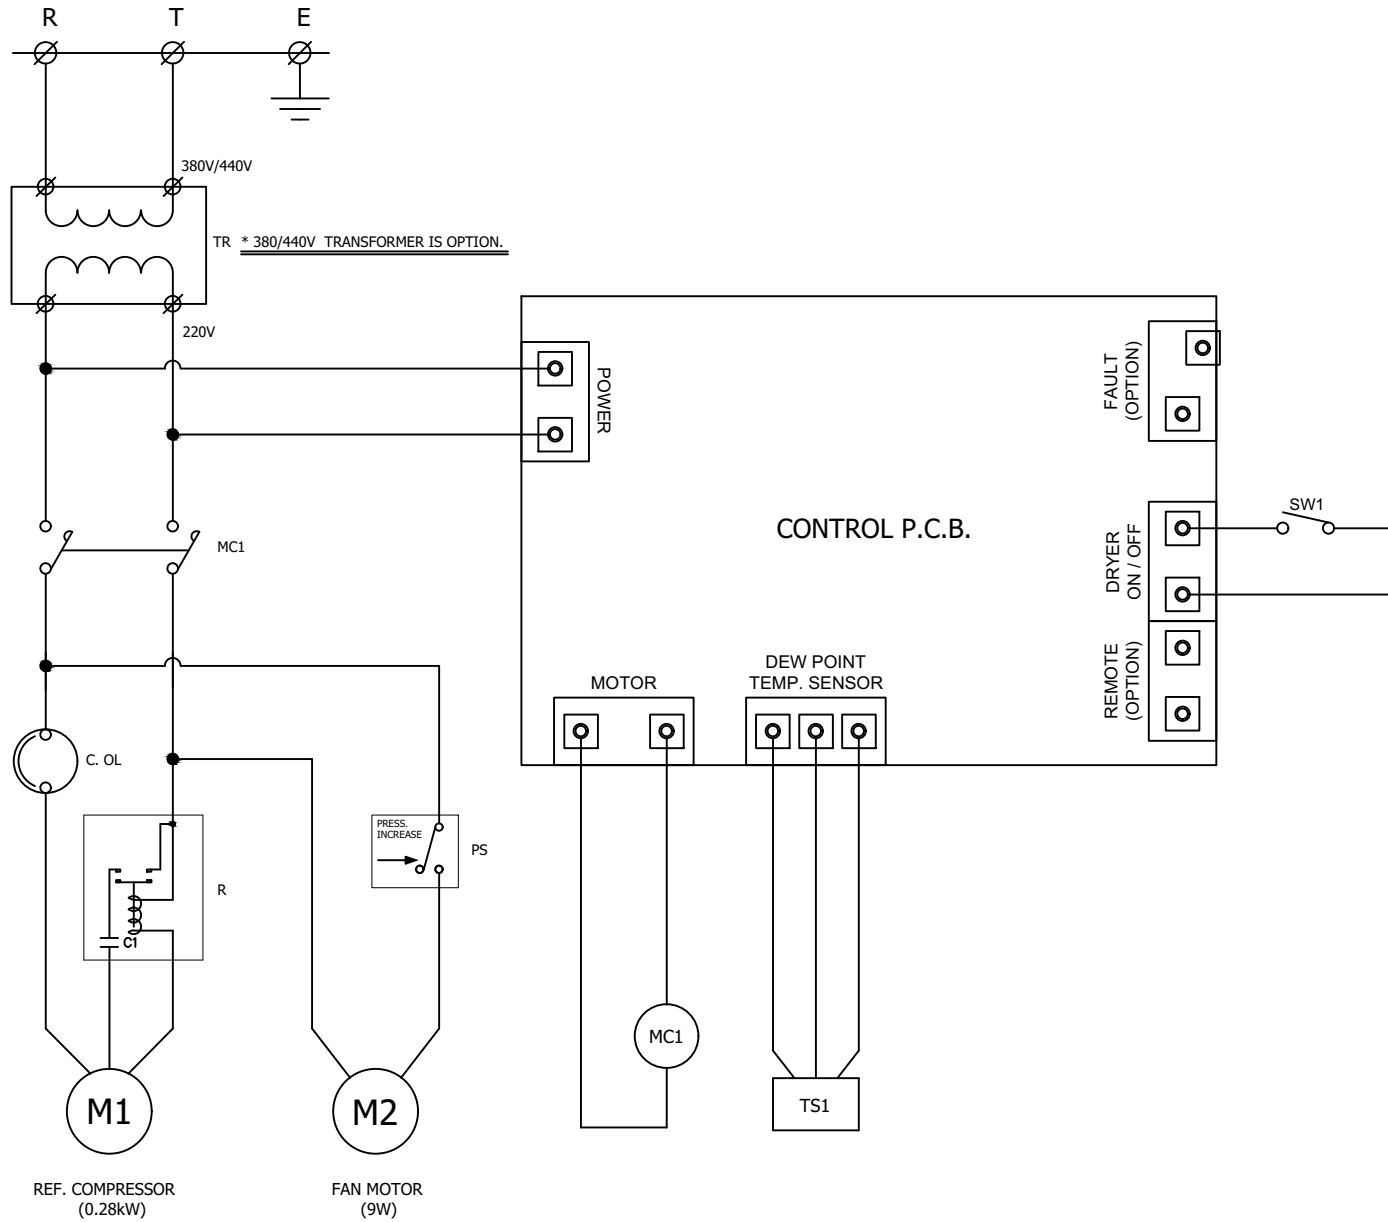 R T E
380V/440V
TR * 380/440V TRANSFORMER IS OPTION.
220V
POWER
FAULT
(OPTION)
CONTROL P.C.B.
SW1
DRYER
ON / OFF
MC1
REMOTE
(OPTION)
MOTOR
DEW POINT
TEMP. SENSOR
C. OL
PRESS.
INCREASE
PS
R
C1
MC1
M1
M2
TS1
REF. COMPRESSOR
(0.28kW)
FAN MOTOR
(9W)